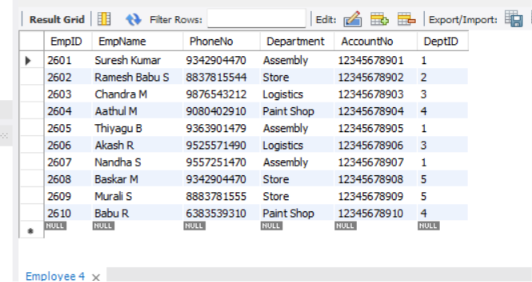 Result Grid Filter Rows: Edit: Export/Import:
EmpID EmpName PhoneNo Department AccountNo DeptID
2601 Suresh Kumar 9342904470 Assembly 12345678901 1
2602 Ramesh Babu S 8837815544 Store 12345678902 2
2603 Chandra M 9876543212 Logistics 12345678903 3
2604 Aathul M 9080402910 Paint Shop 12345678904 4
2605 Thiyagu B 9363901479 Assembly 12345678905 1
2606 Akash R 9525571490 Logistics 12345678906 3
2607 Nandha S 9557251470 Assembly 12345678907 1
2608 Baskar M 9342904470 Store 12345678908 5
2609 Murali S 8883781555 Store 12345678909 5
2610 Babu R 6383539310 Paint Shop 12345678910 4
NULL NULL NULL NULL NULL NULL
Employee 4